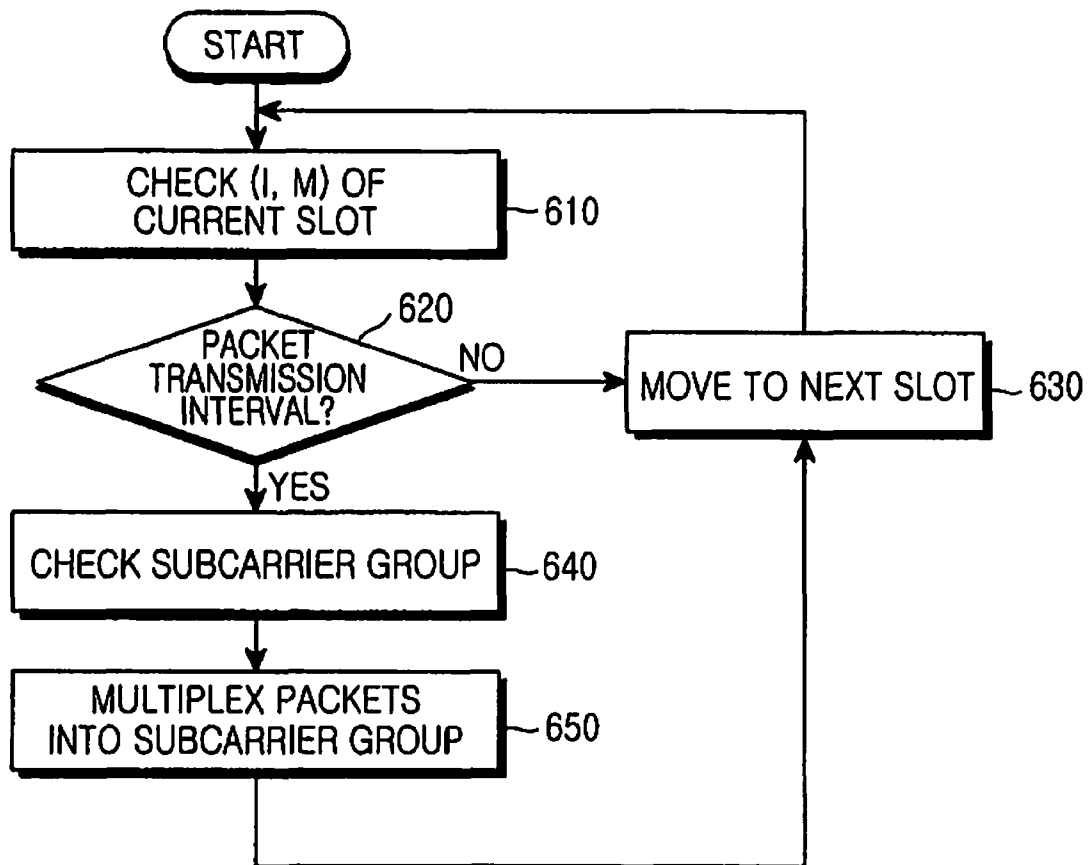 START
CHECK (I, M) OF
CURRENT SLOT
610
620
PACKET
TRANSMISSION
INTERVAL?
NO
MOVE TO NEXT SLOT
630
YES
CHECK SUBCARRIER GROUP
640
MULTIPLEX PACKETS
INTO SUBCARRIER GROUP
650